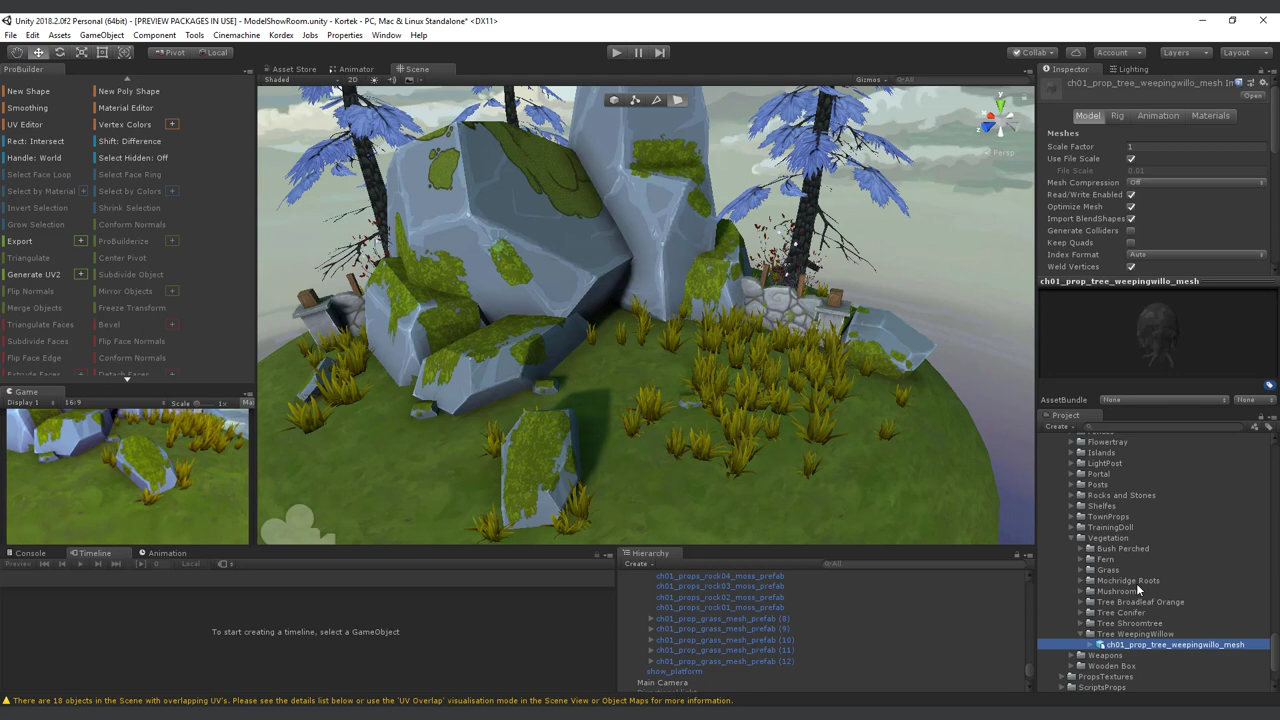 Unity 2018.2.0f2 Personal (64bit) - [PREVIEW PACKAGES IN USE] - ModelShowRoom.unity - Kortek - PC, Mac & Linux Standalone* <DX11>
File Edit Assets GameObject Component Tools Cinemachine Kordex Jobs Properties Window Help
Pivot Local Collab Account Layers Layout
ProBuilder
New Shape New Poly Shape
Smoothing Material Editor
UV Editor Vertex Colors +
Rect: Intersect Shift: Difference
Handle: World Select Hidden: Off
Select Face Loop Select Face Ring
Select by Material + Select by Colors +
Invert Selection Shrink Selection
Grow Selection Conform Normals
Export + ProBuilderize +
Triangulate Center Pivot
Generate UV2 + Subdivide Object
Flip Normals Mirror Objects +
Merge Objects Freeze Transform
Triangulate Faces Bevel +
Subdivide Faces Flip Face Normals
Flip Face Edge Conform Normals
Extrude Faces Detach Faces
Game
Display 1 16:9 Scale 1x Ma
Asset Store Animator Scene
Shaded 2D Gizmos All
y
Persp
Console Timeline Animation
Preview 0 Local
To start creating a timeline, select a GameObject
Hierarchy
Create All
ch01_props_rock04_moss_prefab
ch01_props_rock03_moss_prefab
ch01_props_rock02_moss_prefab
ch01_props_rock01_moss_prefab
ch01_prop_grass_mesh_prefab (8)
ch01_prop_grass_mesh_prefab (9)
ch01_prop_grass_mesh_prefab (10)
ch01_prop_grass_mesh_prefab (11)
ch01_prop_grass_mesh_prefab (12)
show_platform
Main Camera
Directional light
Inspector Lighting
ch01_prop_tree_weepingwillo_mesh Im
Open
Model Rig Animation Materials
Meshes
Scale Factor 1
Use File Scale
File Scale 0.01
Mesh Compression Off
Read/Write Enabled
Optimize Mesh
Import BlendShapes
Generate Colliders
Keep Quads
Index Format Auto
Weld Vertices
ch01_prop_tree_weepingwillo_mesh
AssetBundle None None
Project
Create
Flowertray
Islands
LightPost
Portal
Posts
Rocks and Stones
Shelfes
TownProps
TrainingDoll
Vegetation
Bush Perched
Fern
Grass
Mochridge Roots
Mushroom
Tree Broadleaf Orange
Tree Conifer
Tree Shroomtree
Tree WeepingWillow
ch01_prop_tree_weepingwillo_mesh
Weapons
Wooden Box
PropsTextures
ScriptsProps
There are 18 objects in the Scene with overlapping UV's. Please see the details list below or use the 'UV Overlap' visualisation mode in the Scene View or Object Maps for more information.